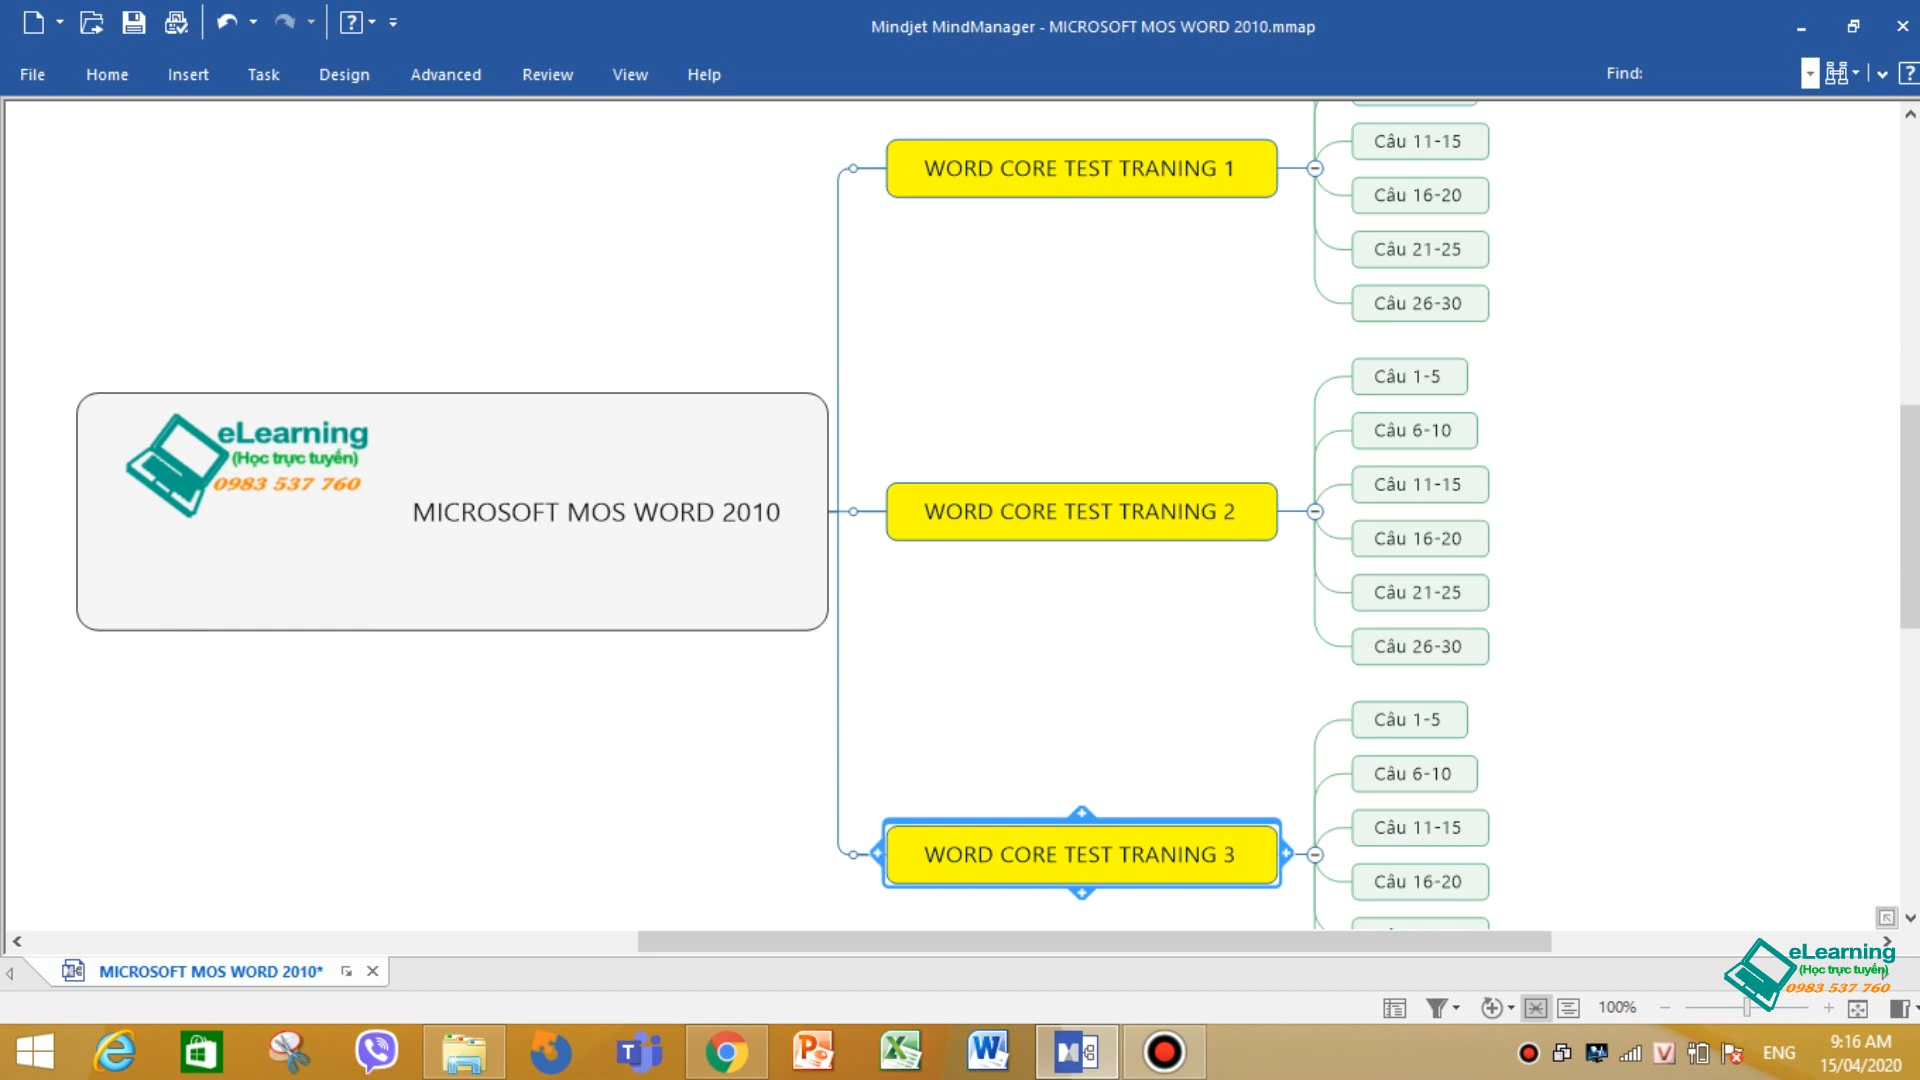 Mindjet MindManager - MICROSOFT MOS WORD 2010.mmap
File Home Insert Task Design Advanced Review View Help Find:
WORD CORE TEST TRANING 1
Câu 11-15
Câu 16-20
Câu 21-25
Câu 26-30
eLearning
(Học trực tuyến)
0983 537 760
MICROSOFT MOS WORD 2010
WORD CORE TEST TRANING 2
Câu 1-5
Câu 6-10
Câu 11-15
Câu 16-20
Câu 21-25
Câu 26-30
WORD CORE TEST TRANING 3
Câu 1-5
Câu 6-10
Câu 11-15
Câu 16-20
MICROSOFT MOS WORD 2010*
eLearning
(Học trực tuyến)
0983 537 760
100%
ENG
9:16 AM
15/04/2020